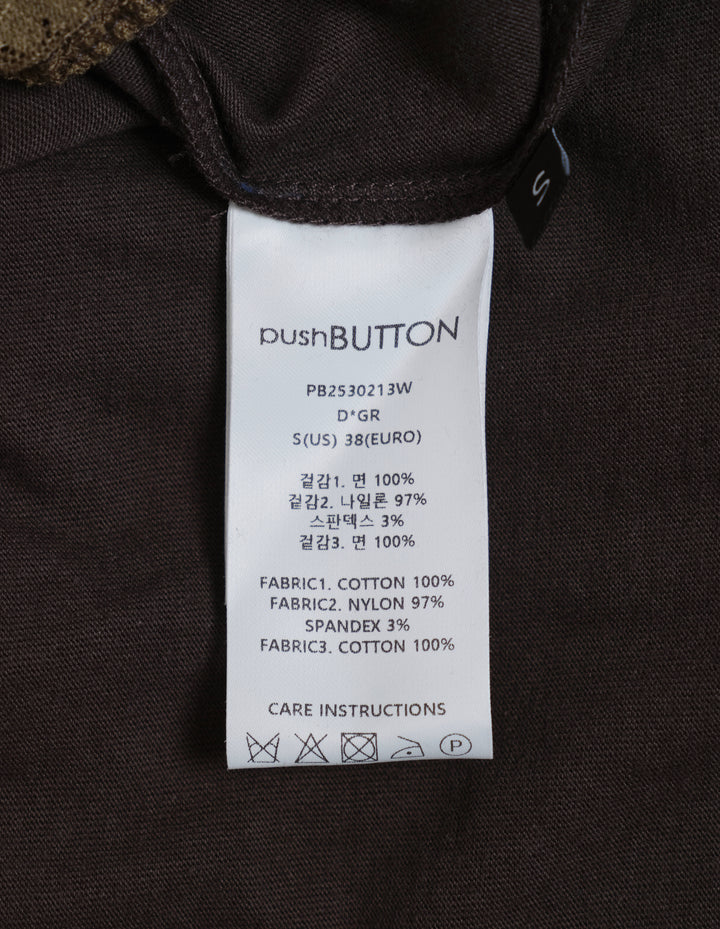 S
pushBUTTON
PB2530213W
D*GR
S(US) 38(EURO)
겉감1. 면 100%
겉감2. 나일론 97%
스판덱스 3%
겉감3. 면 100%
FABRIC1. COTTON 100%
FABRIC2. NYLON 97%
SPANDEX 3%
FABRIC3. COTTON 100%
CARE INSTRUCTIONS
P